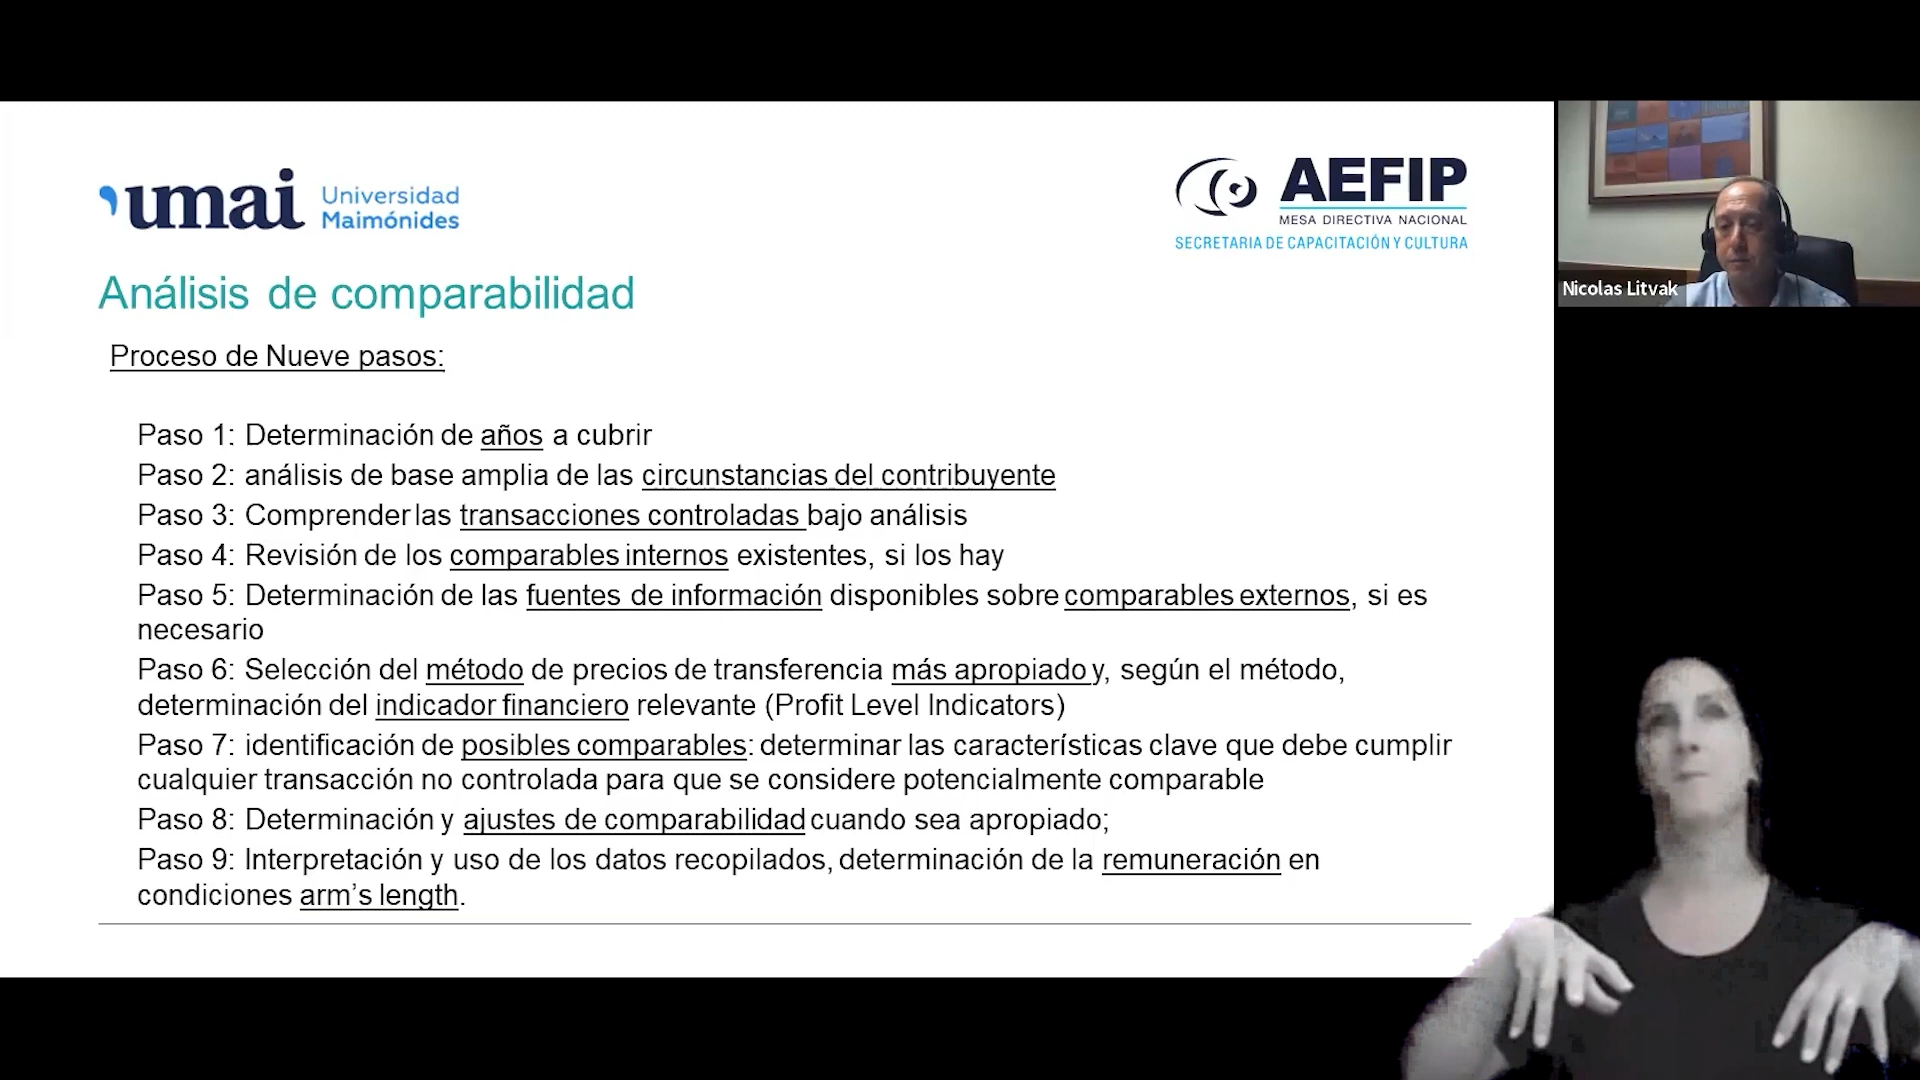 umai Universidad
Maimónides
AEFIP
MESA DIRECTIVA NACIONAL
SECRETARIA DE CAPACITACIÓN Y CULTURA
Análisis de comparabilidad
Proceso de Nueve pasos:
Paso 1: Determinación de años a cubrir
Paso 2: análisis de base amplia de las circunstancias del contribuyente
Paso 3: Comprender las transacciones controladas bajo análisis
Paso 4: Revisión de los comparables internos existentes, si los hay
Paso 5: Determinación de las fuentes de información disponibles sobre comparables externos, si es
necesario
Paso 6: Selección del método de precios de transferencia más apropiado y, según el método,
determinación del indicador financiero relevante (Profit Level Indicators)
Paso 7: identificación de posibles comparables: determinar las características clave que debe cumplir
cualquier transacción no controlada para que se considere potencialmente comparable
Paso 8: Determinación y ajustes de comparabilidad cuando sea apropiado;
Paso 9: Interpretación y uso de los datos recopilados, determinación de la remuneración en
condiciones arm's length.
Nicolas Litvak